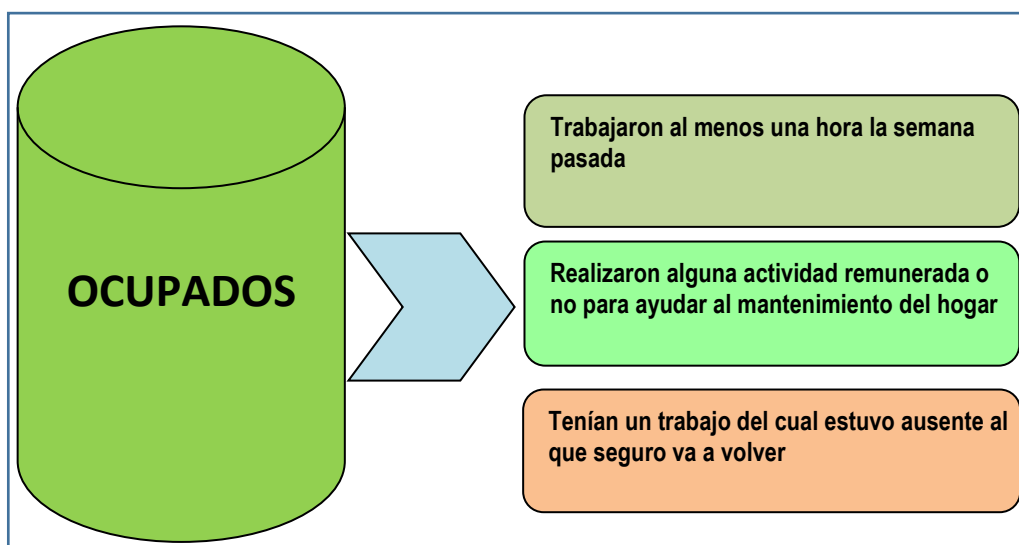 OCUPADOS
Trabajaron al menos una hora la semana
pasada
Realizaron alguna actividad remunerada o
no para ayudar al mantenimiento del hogar
Tenían un trabajo del cual estuvo ausente al
que seguro va a volver